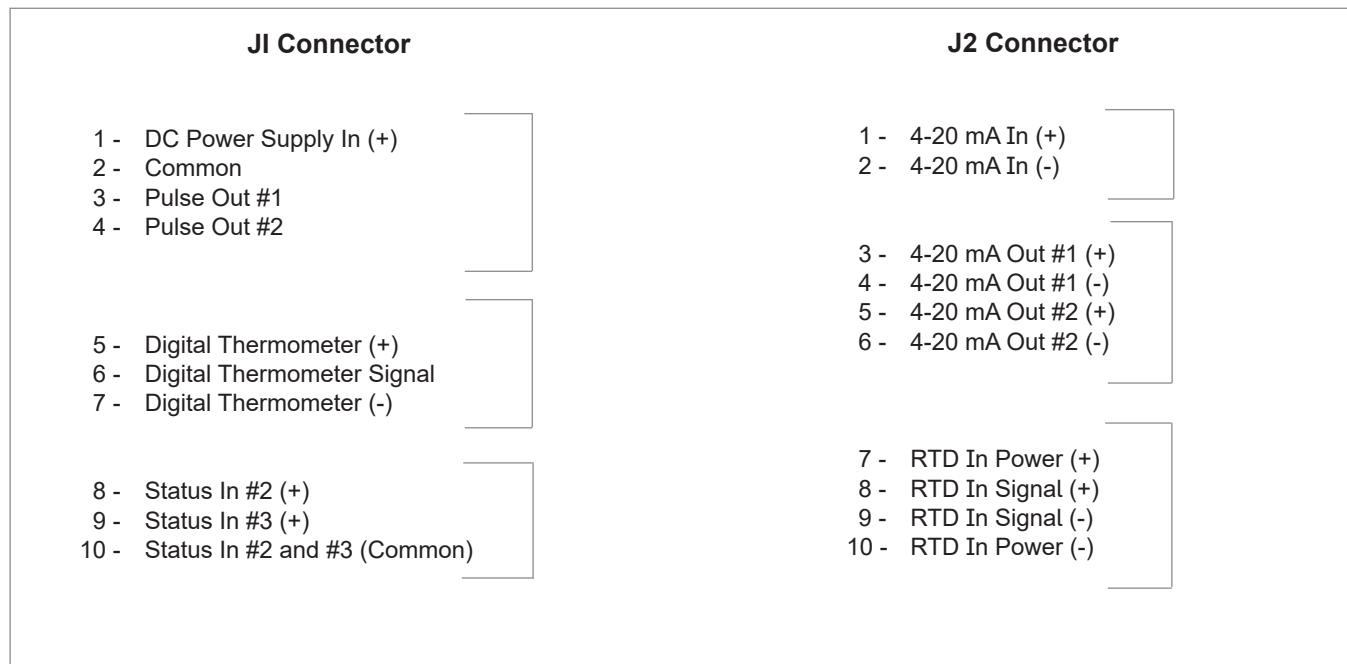 JI Connector
1 - DC Power Supply In (+)
2 - Common
3 - Pulse Out #1
4 - Pulse Out #2
5 - Digital Thermometer (+)
6 - Digital Thermometer Signal
7 - Digital Thermometer (-)
8 - Status In #2 (+)
9 - Status In #3 (+)
10 - Status In #2 and #3 (Common)
J2 Connector
1 - 4-20 mA In (+)
2 - 4-20 mA In (-)
3 - 4-20 mA Out #1 (+)
4 - 4-20 mA Out #1 (-)
5 - 4-20 mA Out #2 (+)
6 - 4-20 mA Out #2 (-)
7 - RTD In Power (+)
8 - RTD In Signal (+)
9 - RTD In Signal (-)
10 - RTD In Power (-)